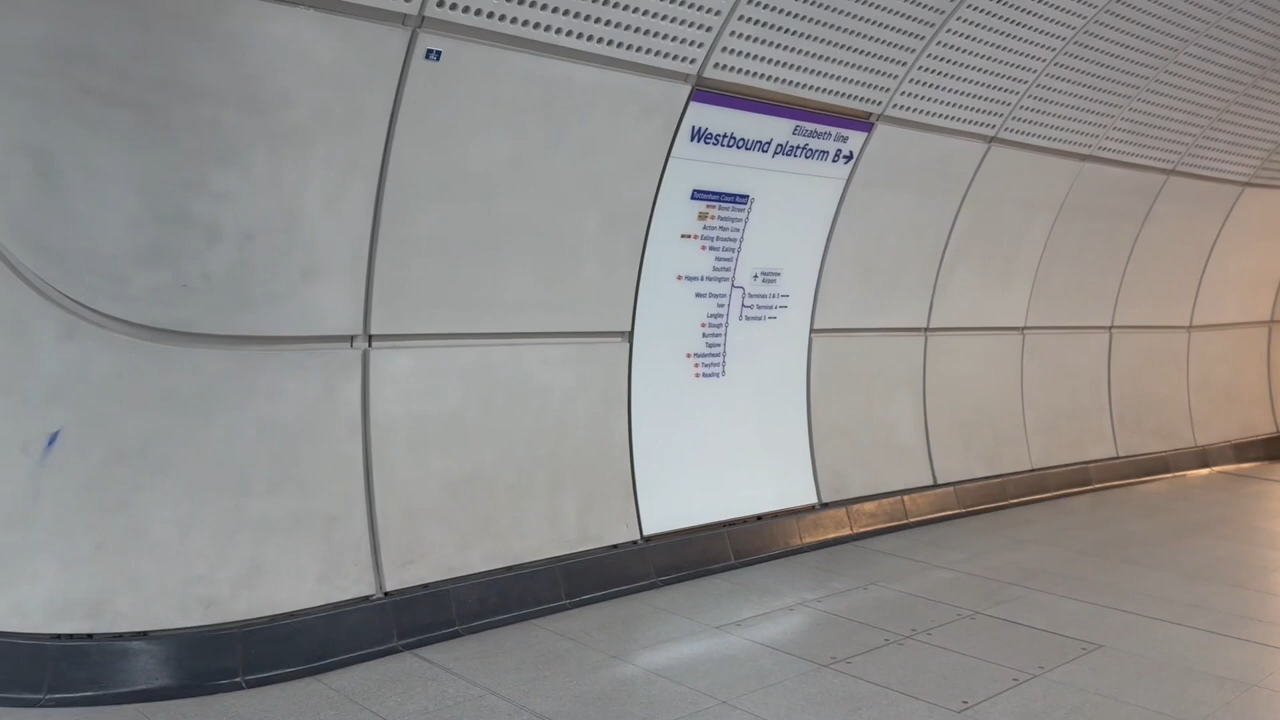 Elizabeth line
Westbound platform B→
Tottenham Court Road
Bond Street
Paddington
Acton Main Line
Ealing Broadway
West Ealing
Hanwell
Southall
Hayes & Harlington
Heathrow
Airport
West Drayton
Terminals 2 & 3
Iver
Terminal 4
Langley
Terminal 5
Slough
Burnham
Taplow
Maidenhead
Twyford
Reading